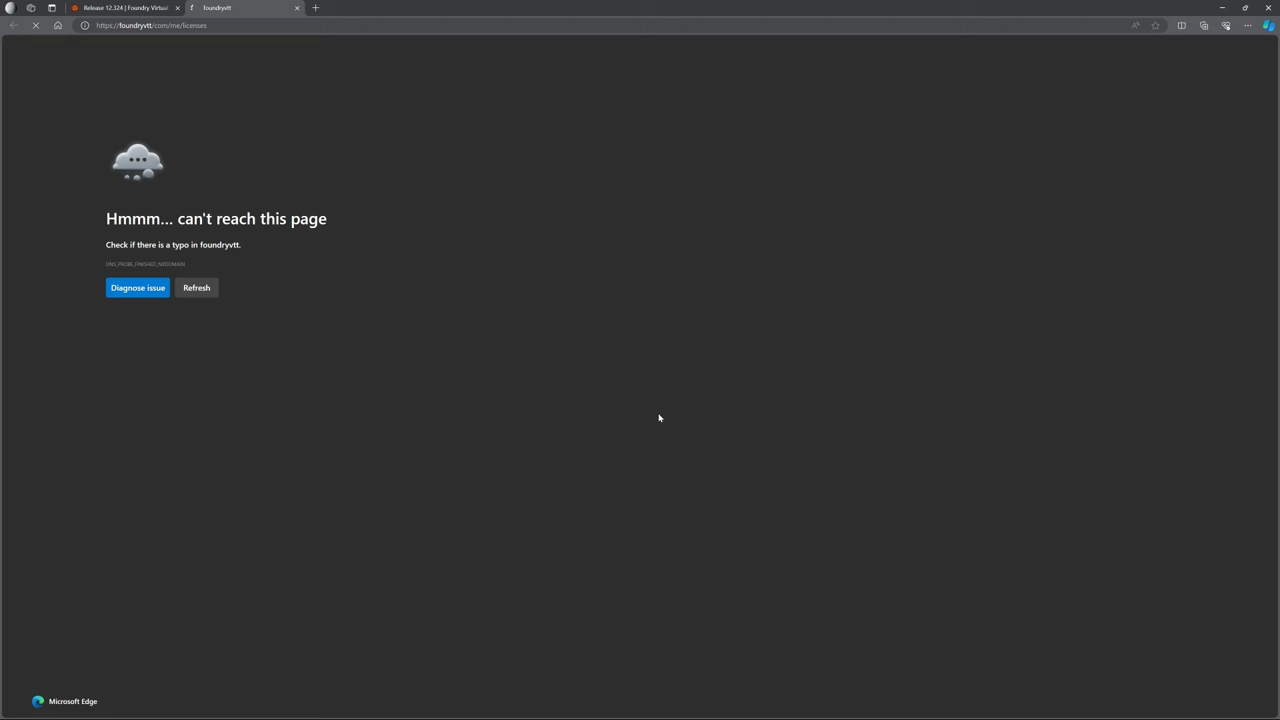 Release 12.324 | Foundry Virtual
foundryvtt
https://foundryvtt/com/me/licenses
Hmmm... can't reach this page
Check if there is a typo in foundryvtt.
DNS_PROBE_FINISHED_NXDOMAIN
Diagnose issue
Refresh
Microsoft Edge